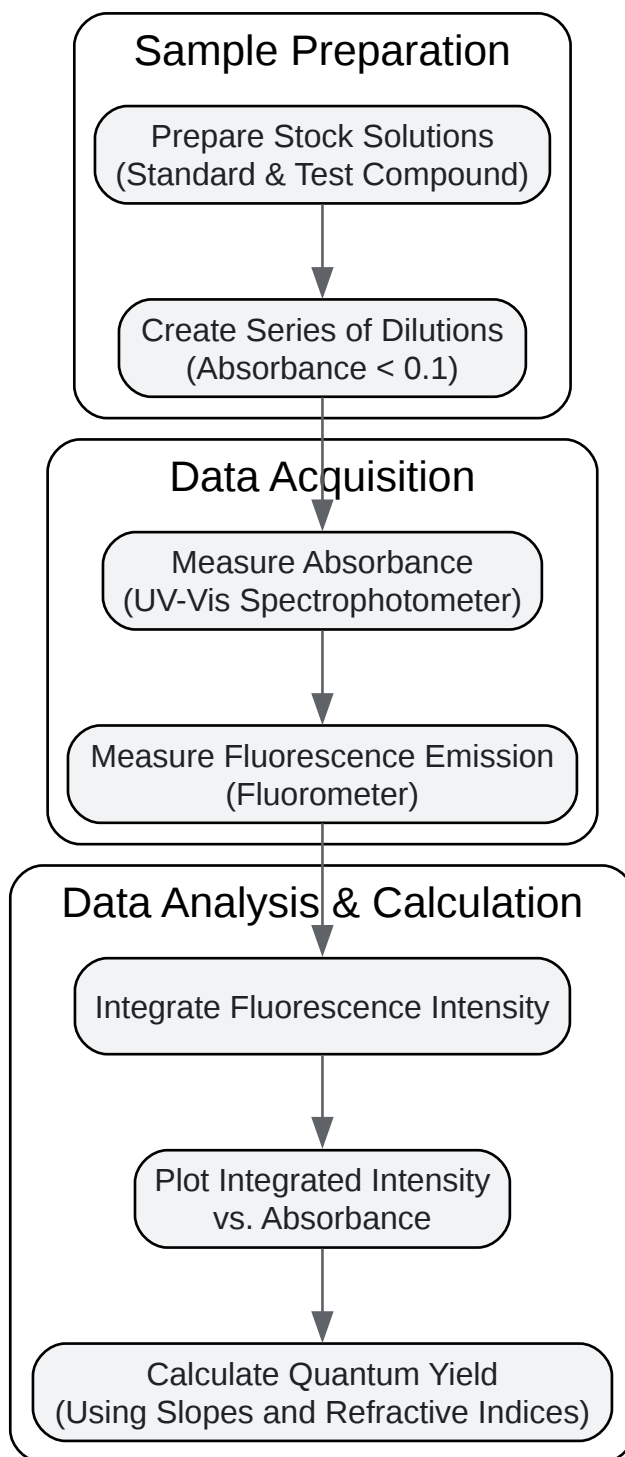 Sample Preparation
Prepare Stock Solutions
(Standard & Test Compound)
Create Series of Dilutions
(Absorbance < 0.1)
Data Acquisition
Measure Absorbance
(UV-Vis Spectrophotometer)
Measure Fluorescence Emission
(Fluorometer)
Data Analysis & Calculation
Integrate Fluorescence Intensity
Plot Integrated Intensity
vs. Absorbance
Calculate Quantum Yield
(Using Slopes and Refractive Indices)